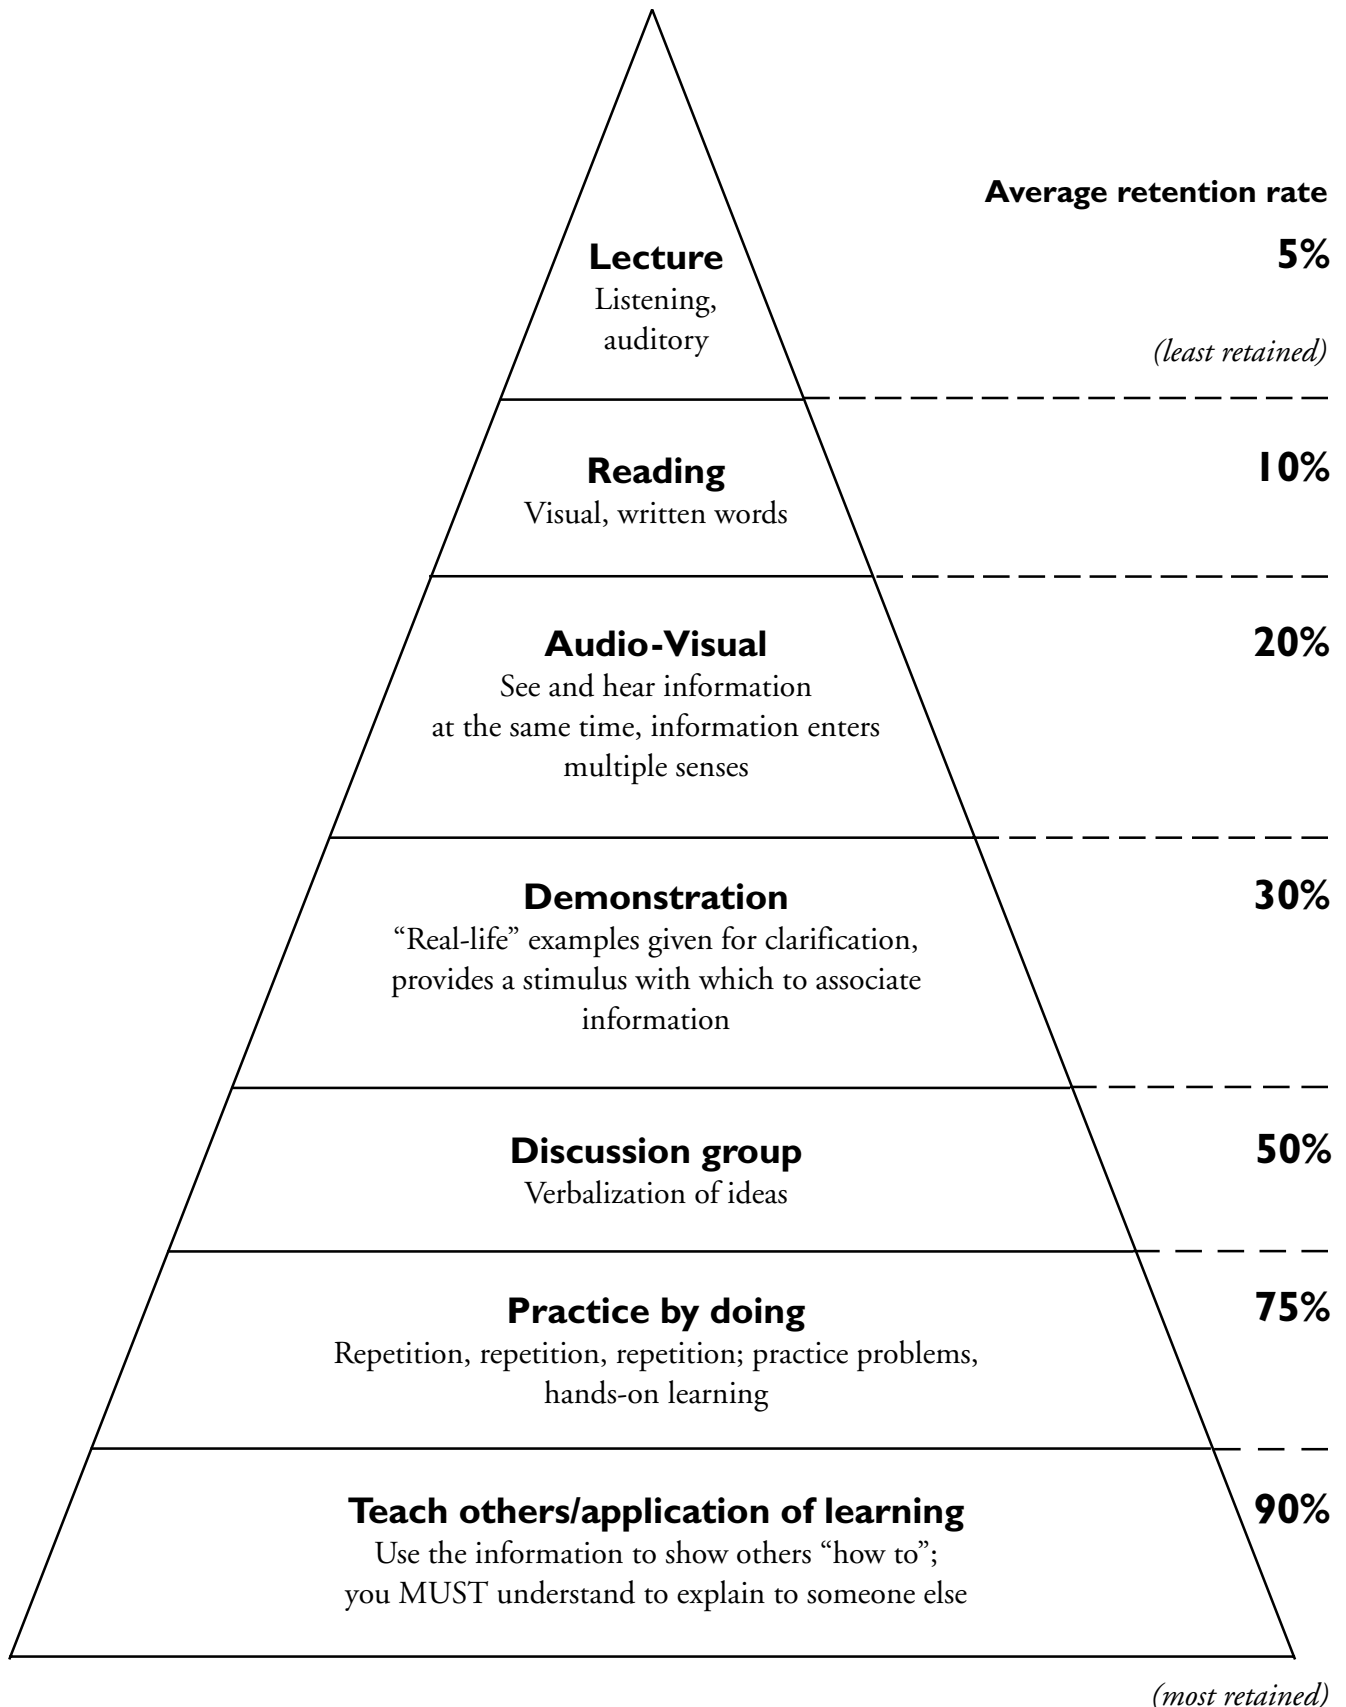 Average retention rate
Lecture
5%
Listening,
auditory
(least retained)
Reading
10%
Visual, written words
Audio-Visual
20%
See and hear information
at the same time, information enters
multiple senses
Demonstration
30%
“Real-life” examples given for clarification,
provides a stimulus with which to associate
information
Discussion group
50%
Verbalization of ideas
Practice by doing
75%
Repetition, repetition, repetition; practice problems,
hands-on learning
Teach others/application of learning
90%
Use the information to show others “how to”;
you MUST understand to explain to someone else
(most retained)